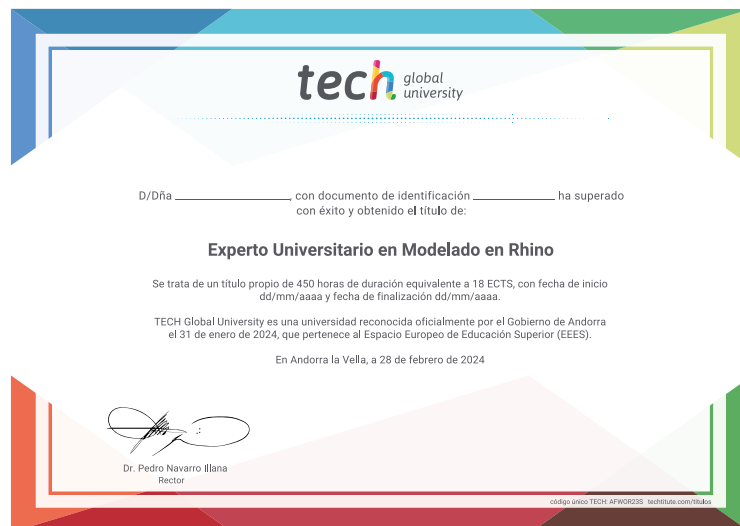 tech global university
D/Dña ____________________, con documento de identificación ______________ ha superado
con éxito y obtenido el título de:
Experto Universitario en Modelado en Rhino
Se trata de un título propio de 450 horas de duración equivalente a 18 ECTS, con fecha de inicio
dd/mm/aaaa y fecha de finalización dd/mm/aaaa.
TECH Global University es una universidad reconocida oficialmente por el Gobierno de Andorra
el 31 de enero de 2024, que pertenece al Espacio Europeo de Educación Superior (EEES).
En Andorra la Vella, a 28 de febrero de 2024
Dr. Pedro Navarro Illana
Rector
código único TECH: AFWOR23S techtitute.com/titulos